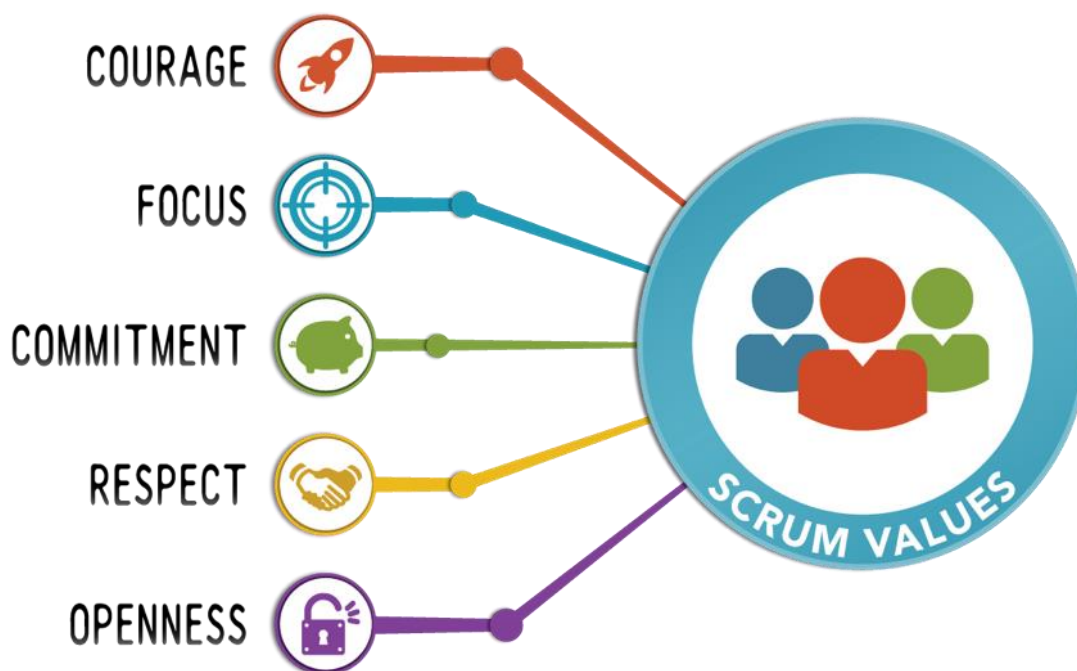 COURAGE
FOCUS
COMMITMENT
RESPECT
OPENNESS
SCRUM VALUES